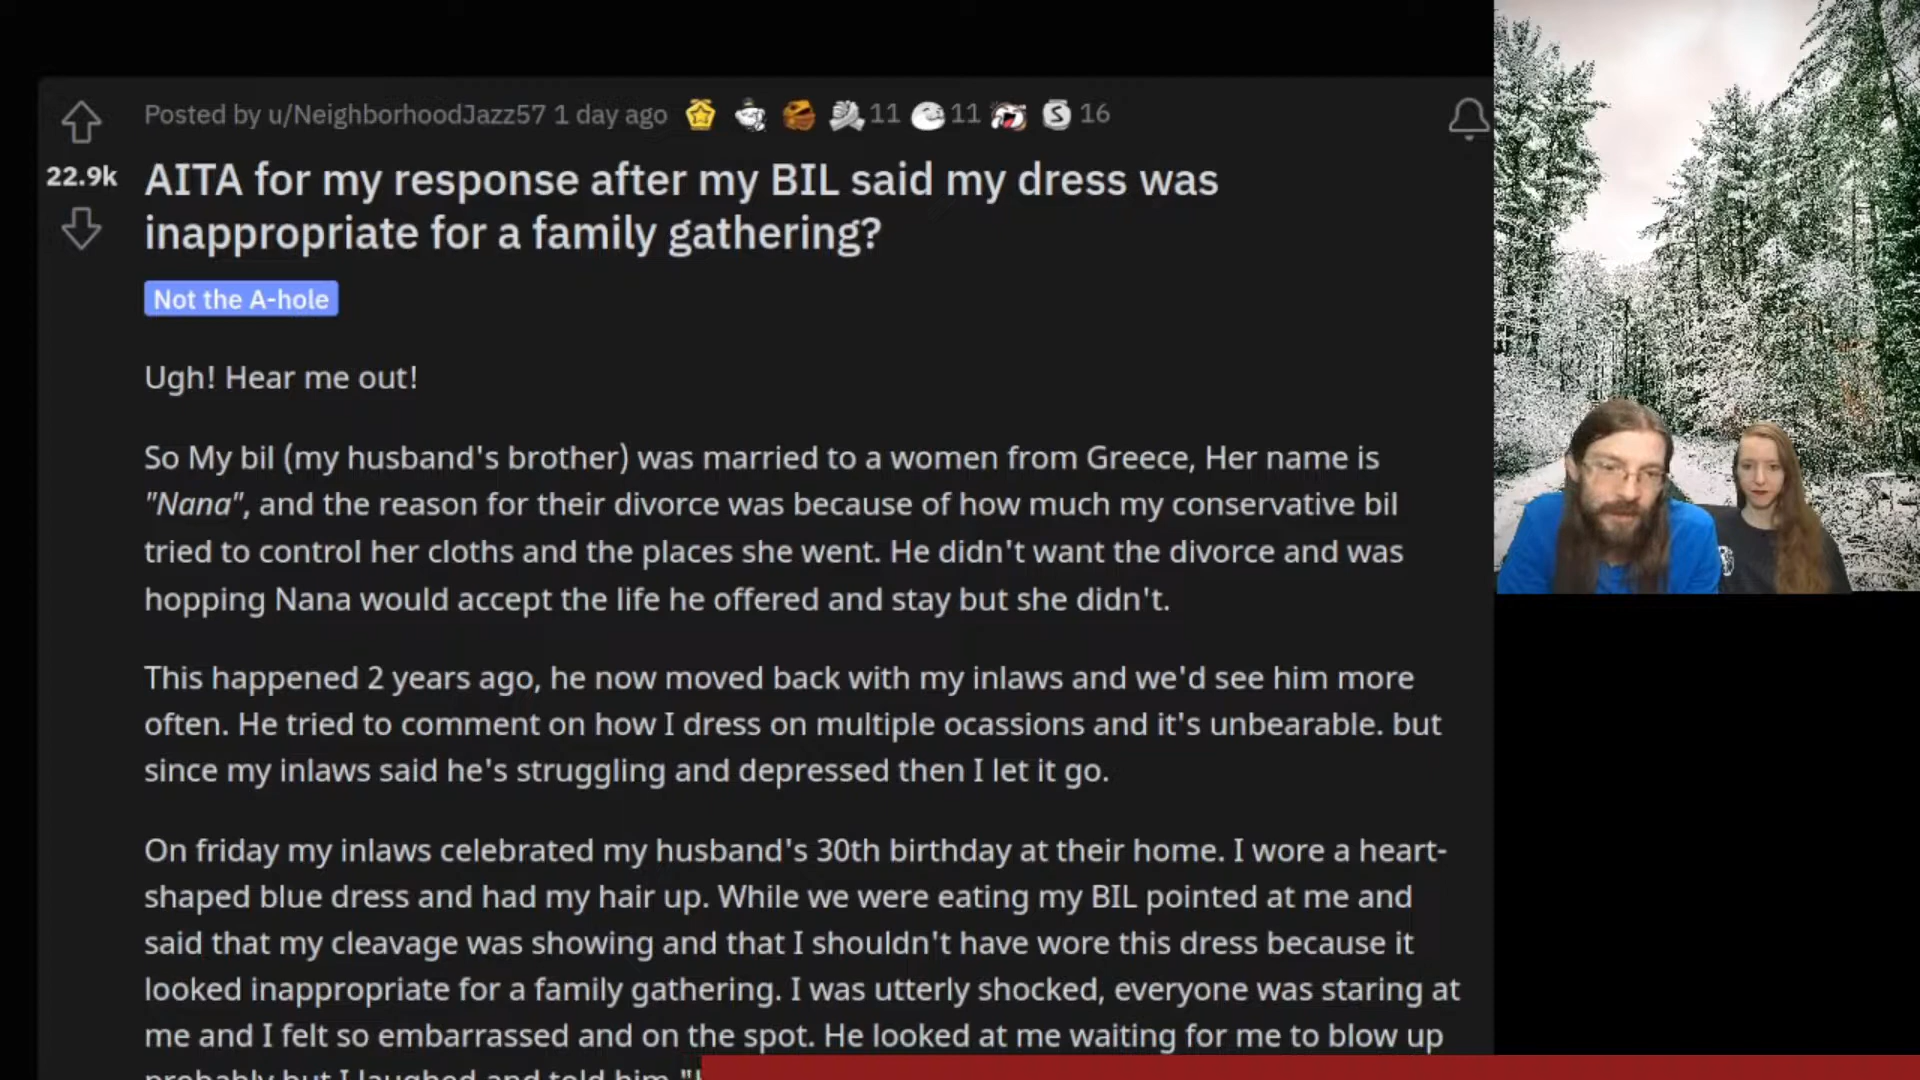 Posted by u/NeighborhoodJazz57 1 day ago 11 11 S 16
22.9k
AITA for my response after my BIL said my dress was
inappropriate for a family gathering?
Not the A-hole
Ugh! Hear me out!
So My bil (my husband's brother) was married to a women from Greece, Her name is
"Nana", and the reason for their divorce was because of how much my conservative bil
tried to control her cloths and the places she went. He didn't want the divorce and was
hopping Nana would accept the life he offered and stay but she didn't.
This happened 2 years ago, he now moved back with my inlaws and we'd see him more
often. He tried to comment on how I dress on multiple ocassions and it's unbearable. but
since my inlaws said he's struggling and depressed then I let it go.
On friday my inlaws celebrated my husband's 30th birthday at their home. I wore a heart-
shaped blue dress and had my hair up. While we were eating my BIL pointed at me and
said that my cleavage was showing and that I shouldn't have wore this dress because it
looked inappropriate for a family gathering. I was utterly shocked, everyone was staring at
me and I felt so embarrassed and on the spot. He looked at me waiting for me to blow up
probably but I laughed and told him